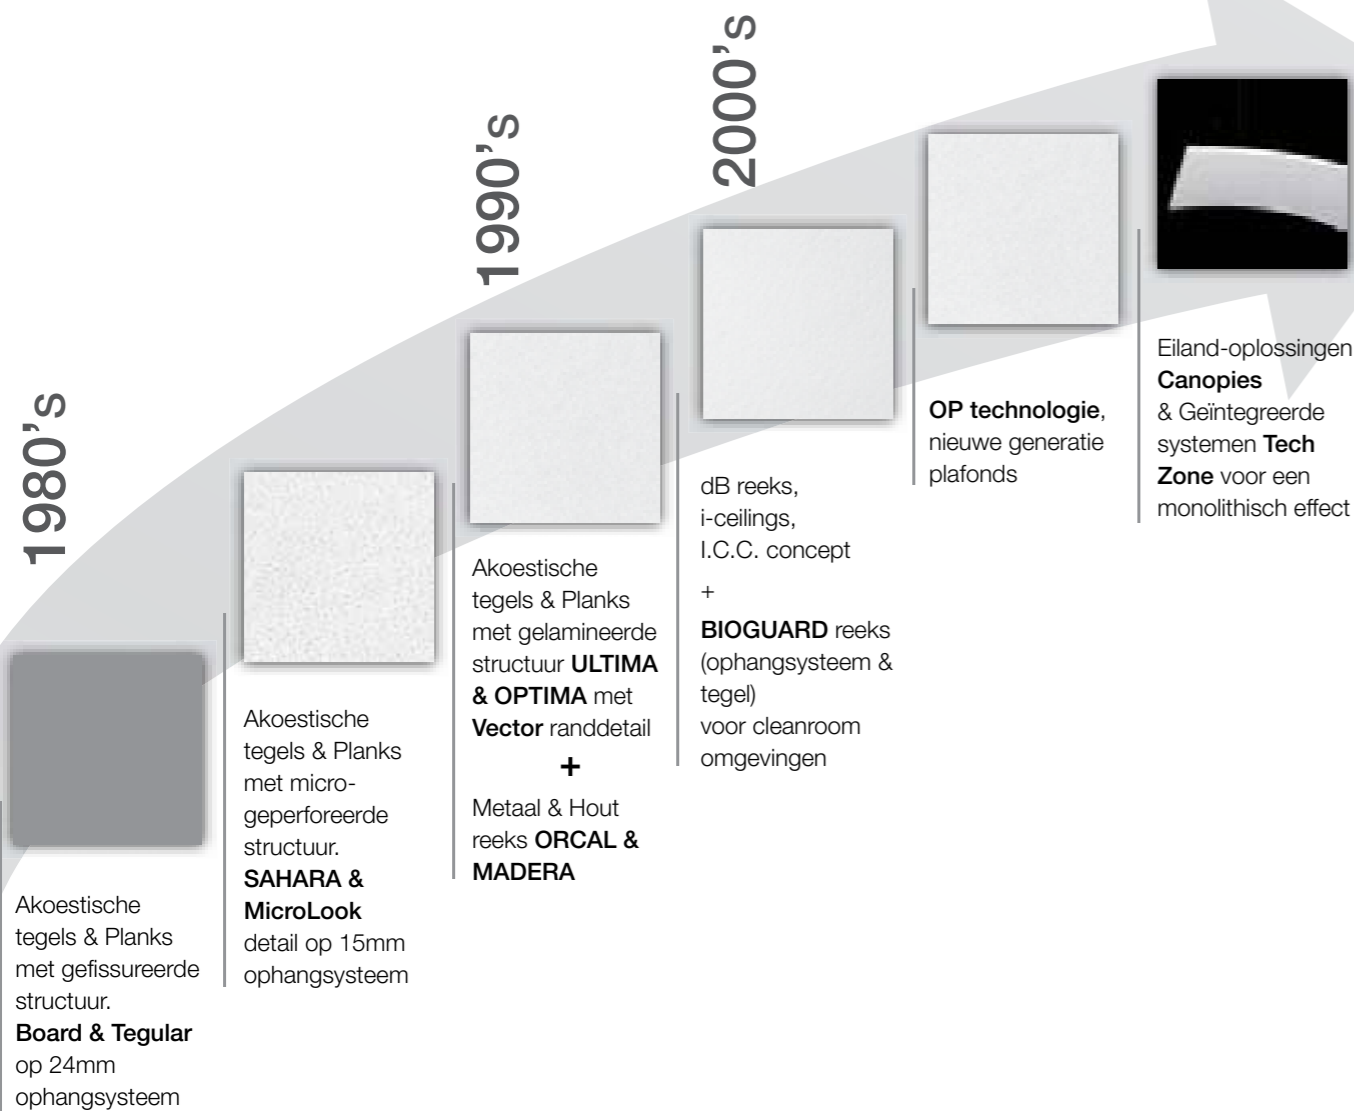 1980's
Akoestische
tegels & Planks
met gefissureerde
structuur.
Board & Tegular
op 24mm
ophangsysteem
Akoestische
tegels & Planks
met micro-
geperforeerde
structuur.
SAHARA &
MicroLook
detail op 15mm
ophangsysteem
1990's
Akoestische
tegels & Planks
met gelamineerde
structuur ULTIMA
& OPTIMA met
Vector randdetail
+
Metaal & Hout
reeks ORCAL &
MADERA
2000's
dB reeks,
i-ceilings,
I.C.C. concept
+
BIOGUARD reeks
(ophangsysteem &
tegel)
voor cleanroom
omgevingen
OP technologie,
nieuwe generatie
plafonds
Eiland-oplossingen
Canopies
& Geïntegreerde
systemen Tech
Zone voor een
monolithisch effect